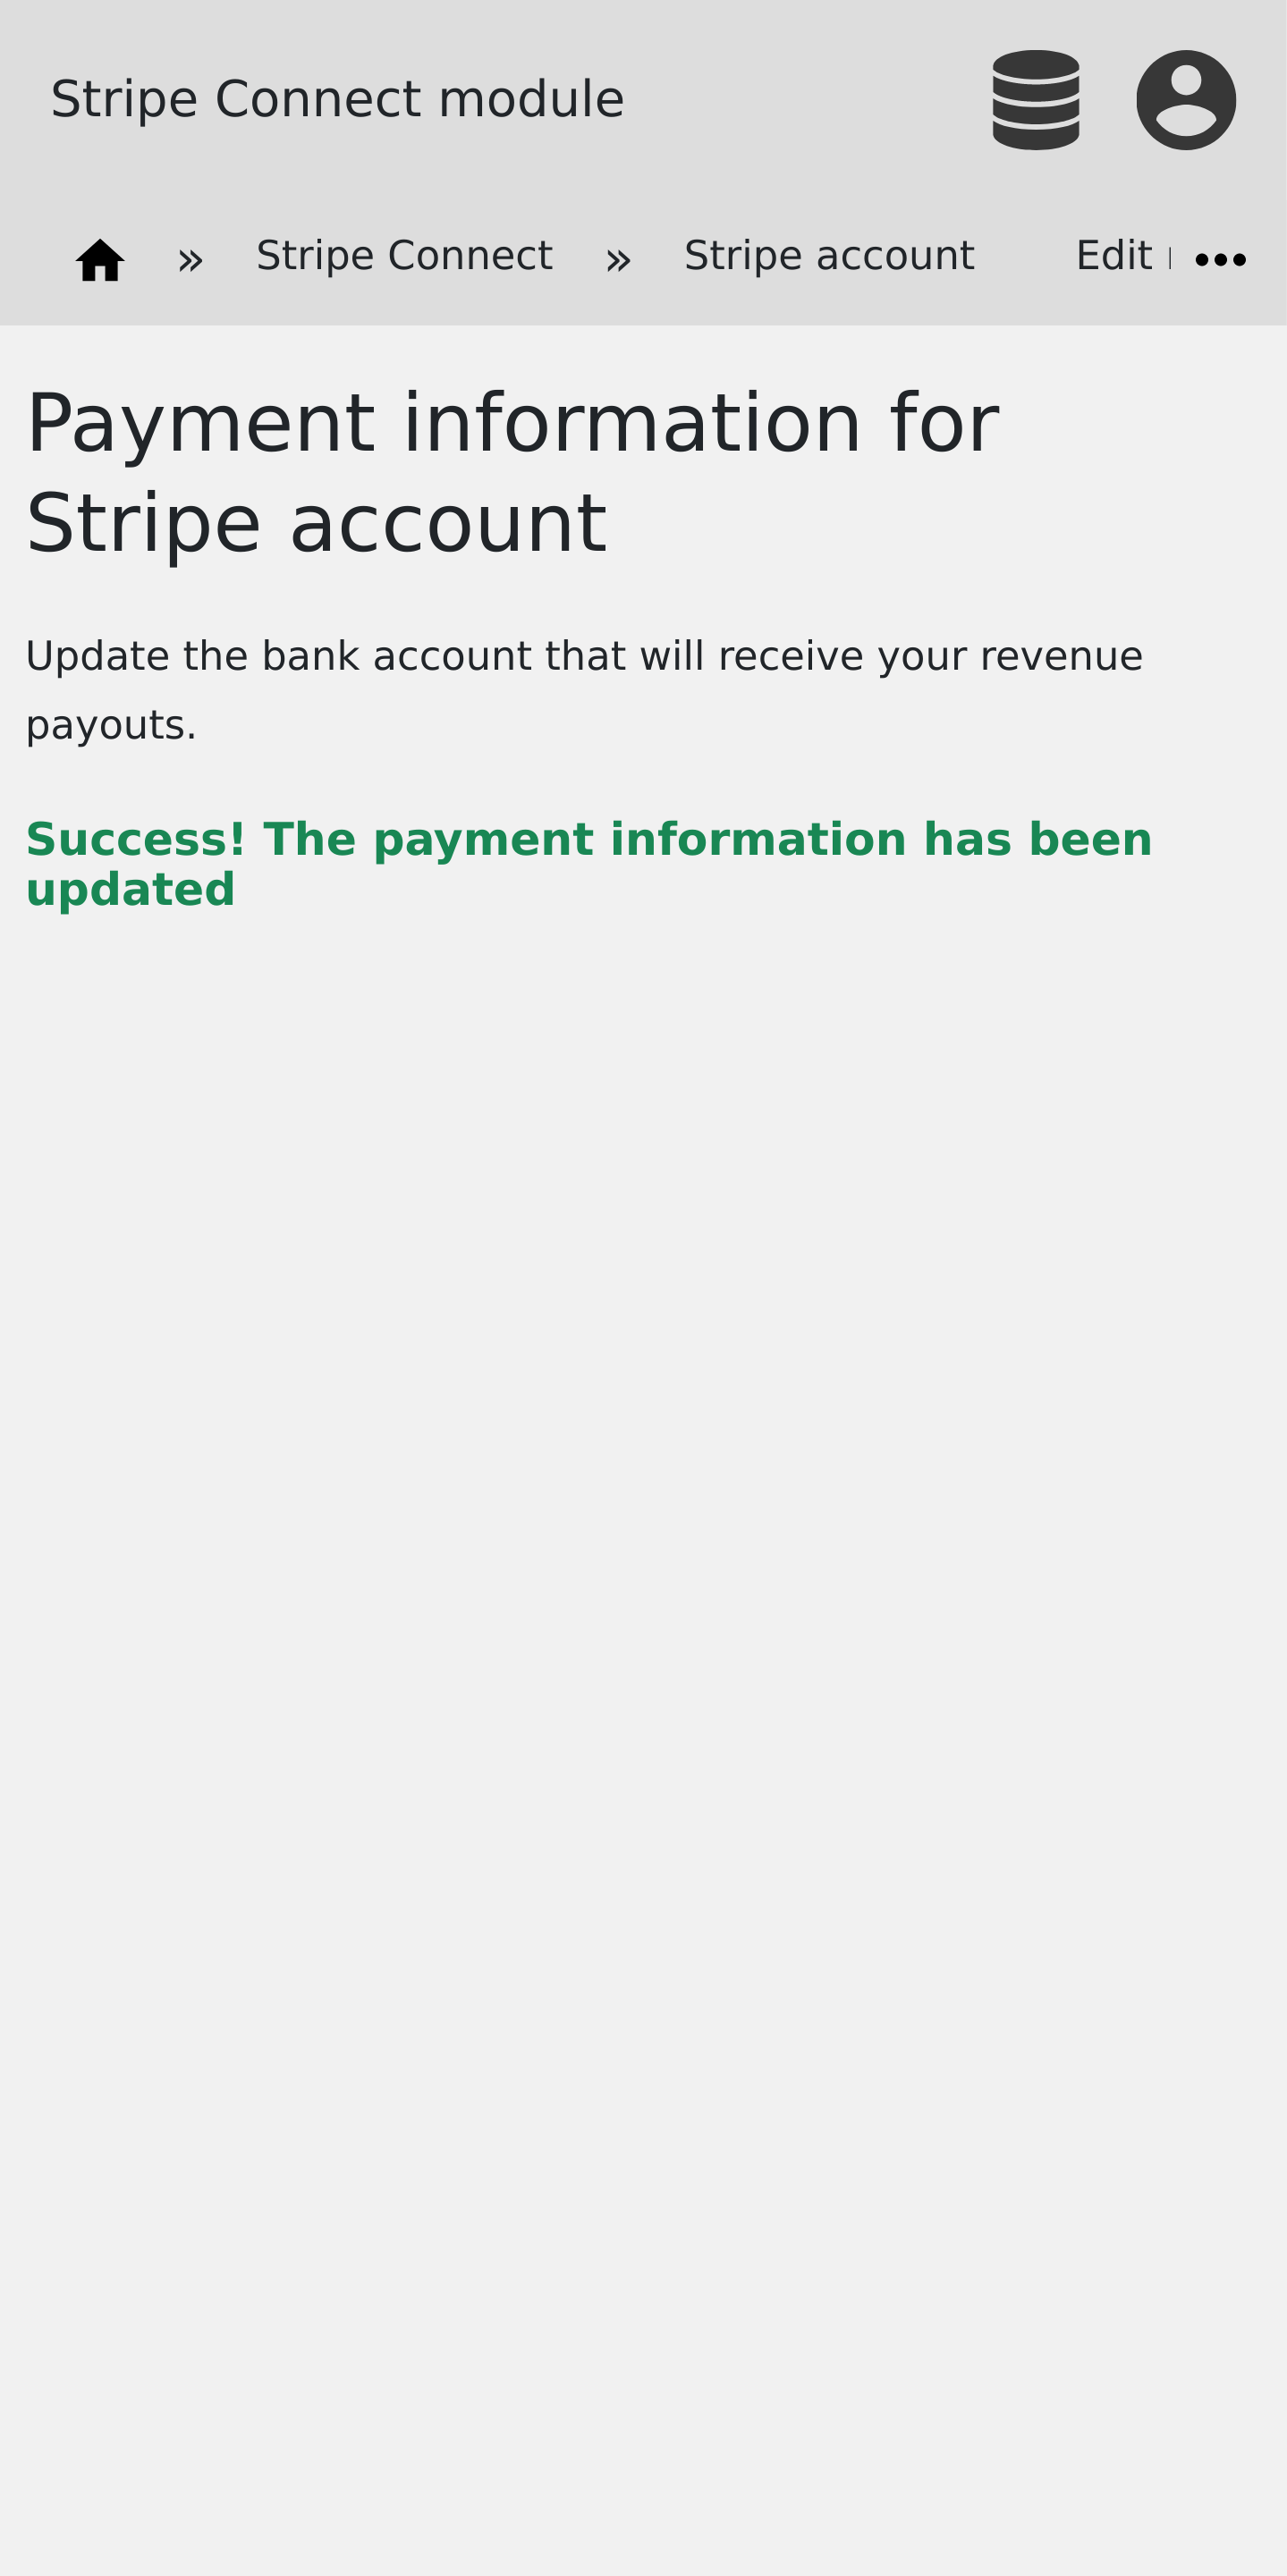 Stripe Connect module
» Stripe Connect » Stripe account Edit
Payment information for
Stripe account
Update the bank account that will receive your revenue
payouts.
Success! The payment information has been
updated